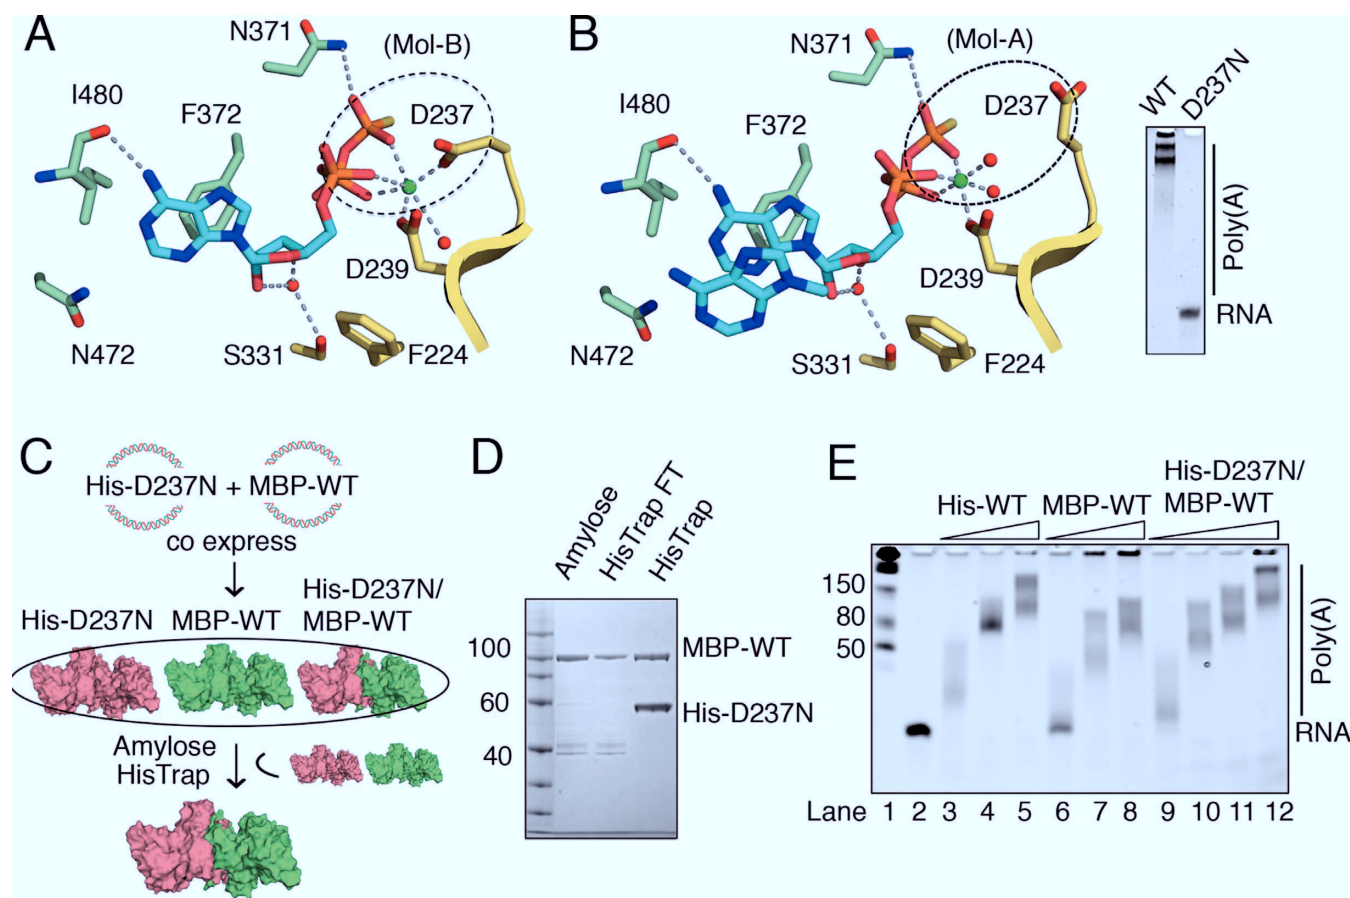 A
N371
(Mol-B)
I480
F372
D237
D239
N472
S331
F224
B
N371
(Mol-A)
I480
F372
D237
D239
N472
S331
F224
WT
D237N
Poly(A)
RNA
C
His-D237N + MBP-WT
co express
His-D237N/
His-D237N MBP-WT MBP-WT
Amylose
HisTrap
D
Amylose
HisTrap FT
HisTrap
100
60
40
MBP-WT
His-D237N
E
His-D237N/
His-WT MBP-WT MBP-WT
150
80
50
Poly(A)
RNA
Lane 1 2 3 4 5 6 7 8 9 10 11 12